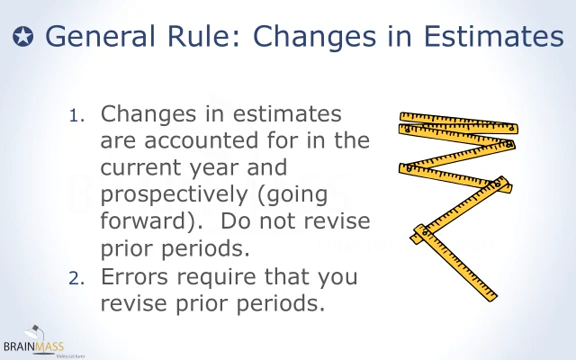 General Rule: Changes in Estimates
1. Changes in estimates
are accounted for in the
current year and
prospectively (going
forward). Do not revise
prior periods.
2. Errors require that you
revise prior periods.
BRAINMASS